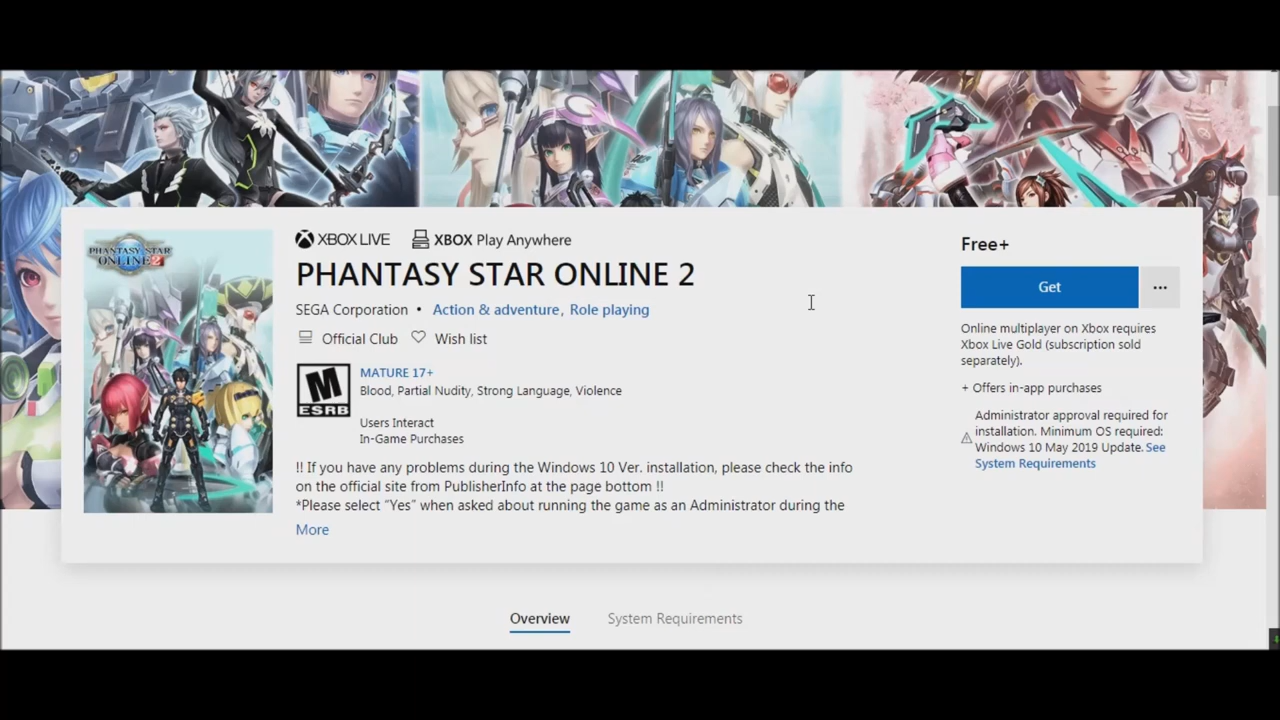 PHANTASY STAR
ONLINE 2
XBOX LIVE XBOX Play Anywhere
PHANTASY STAR ONLINE 2
SEGA Corporation • Action & adventure, Role playing
Official Club Wish list
M
ESRB
MATURE 17+
Blood, Partial Nudity, Strong Language, Violence
Users Interact
In-Game Purchases
!! If you have any problems during the Windows 10 Ver. installation, please check the info
on the official site from PublisherInfo at the page bottom !!
*Please select “Yes” when asked about running the game as an Administrator during the
More
Free+
Get ...
Online multiplayer on Xbox requires
Xbox Live Gold (subscription sold
separately).
+ Offers in-app purchases
Administrator approval required for
installation. Minimum OS required:
Windows 10 May 2019 Update. See
System Requirements
Overview System Requirements